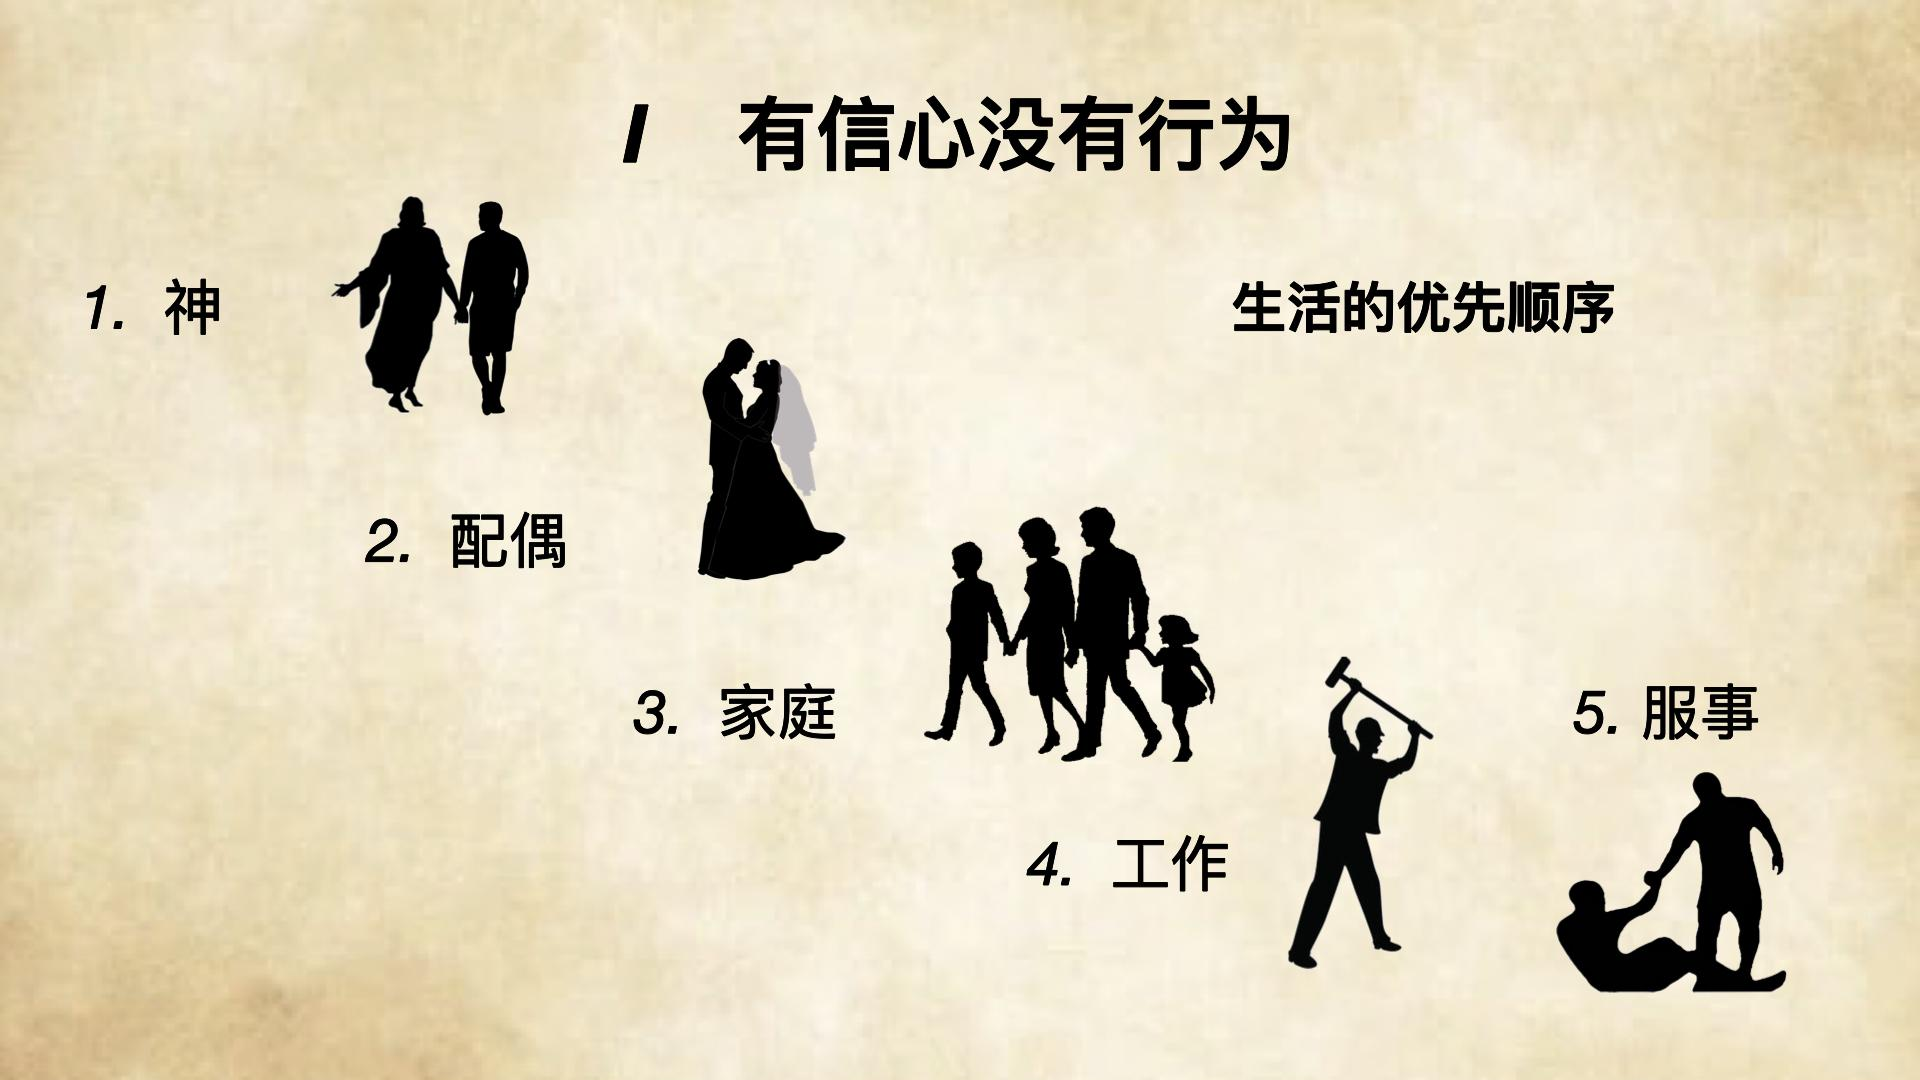 I 有信心没有行为
生活的优先顺序
1. 神
2. 配偶
3. 家庭
4. 工作
5. 服事